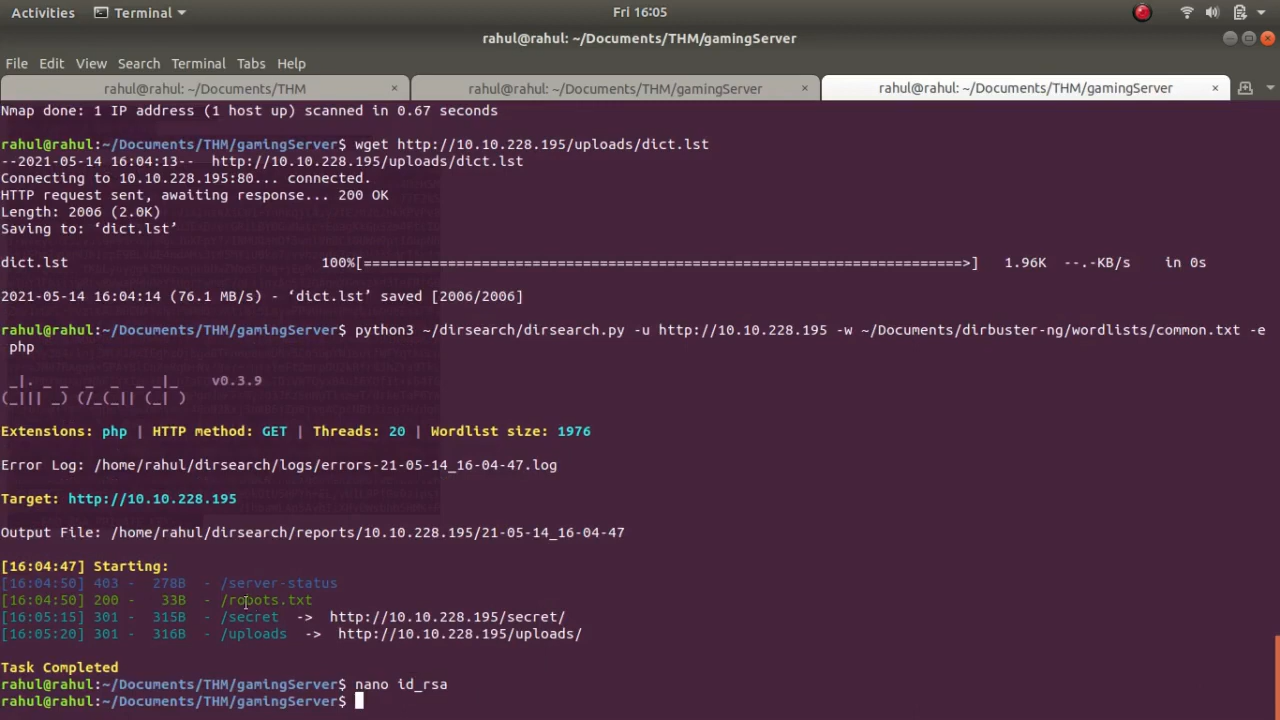 Activities Terminal Fri 16:05
rahul@rahul: ~/Documents/THM/gamingServer
File Edit View Search Terminal Tabs Help
rahul@rahul: ~/Documents/THM × rahul@rahul: ~/Documents/THM/gamingServer × rahul@rahul: ~/Documents/THM/gamingServer ×
Nmap done: 1 IP address (1 host up) scanned in 0.67 seconds
rahul@rahul:~/Documents/THM/gamingServer$ wget http://10.10.228.195/uploads/dict.lst
--2021-05-14 16:04:13--  http://10.10.228.195/uploads/dict.lst
Connecting to 10.10.228.195:80... connected.
HTTP request sent, awaiting response... 200 OK
Length: 2006 (2.0K)
Saving to: ‘dict.lst’
dict.lst 100%[=======================================================================>] 1.96K --.-KB/s in 0s
2021-05-14 16:04:14 (76.1 MB/s) - ‘dict.lst’ saved [2006/2006]
rahul@rahul:~/Documents/THM/gamingServer$ python3 ~/dirsearch/dirsearch.py -u http://10.10.228.195 -w ~/Documents/dirbuster-ng/wordlists/common.txt -e
php
_|. _ _  _  _  _ _|_    v0.3.9
(_||| _) (/_(_|| (_| )
Extensions: php | HTTP method: GET | Threads: 20 | Wordlist size: 1976
Error Log: /home/rahul/dirsearch/logs/errors-21-05-14_16-04-47.log
Target: http://10.10.228.195
Output File: /home/rahul/dirsearch/reports/10.10.228.195/21-05-14_16-04-47
[16:04:47] Starting:
[16:04:50] 403 -  278B  - /server-status
[16:04:50] 200 -   33B  - /robots.txt
[16:05:15] 301 -  315B  - /secret  ->  http://10.10.228.195/secret/
[16:05:20] 301 -  316B  - /uploads  ->  http://10.10.228.195/uploads/
Task Completed
rahul@rahul:~/Documents/THM/gamingServer$ nano id_rsa
rahul@rahul:~/Documents/THM/gamingServer$